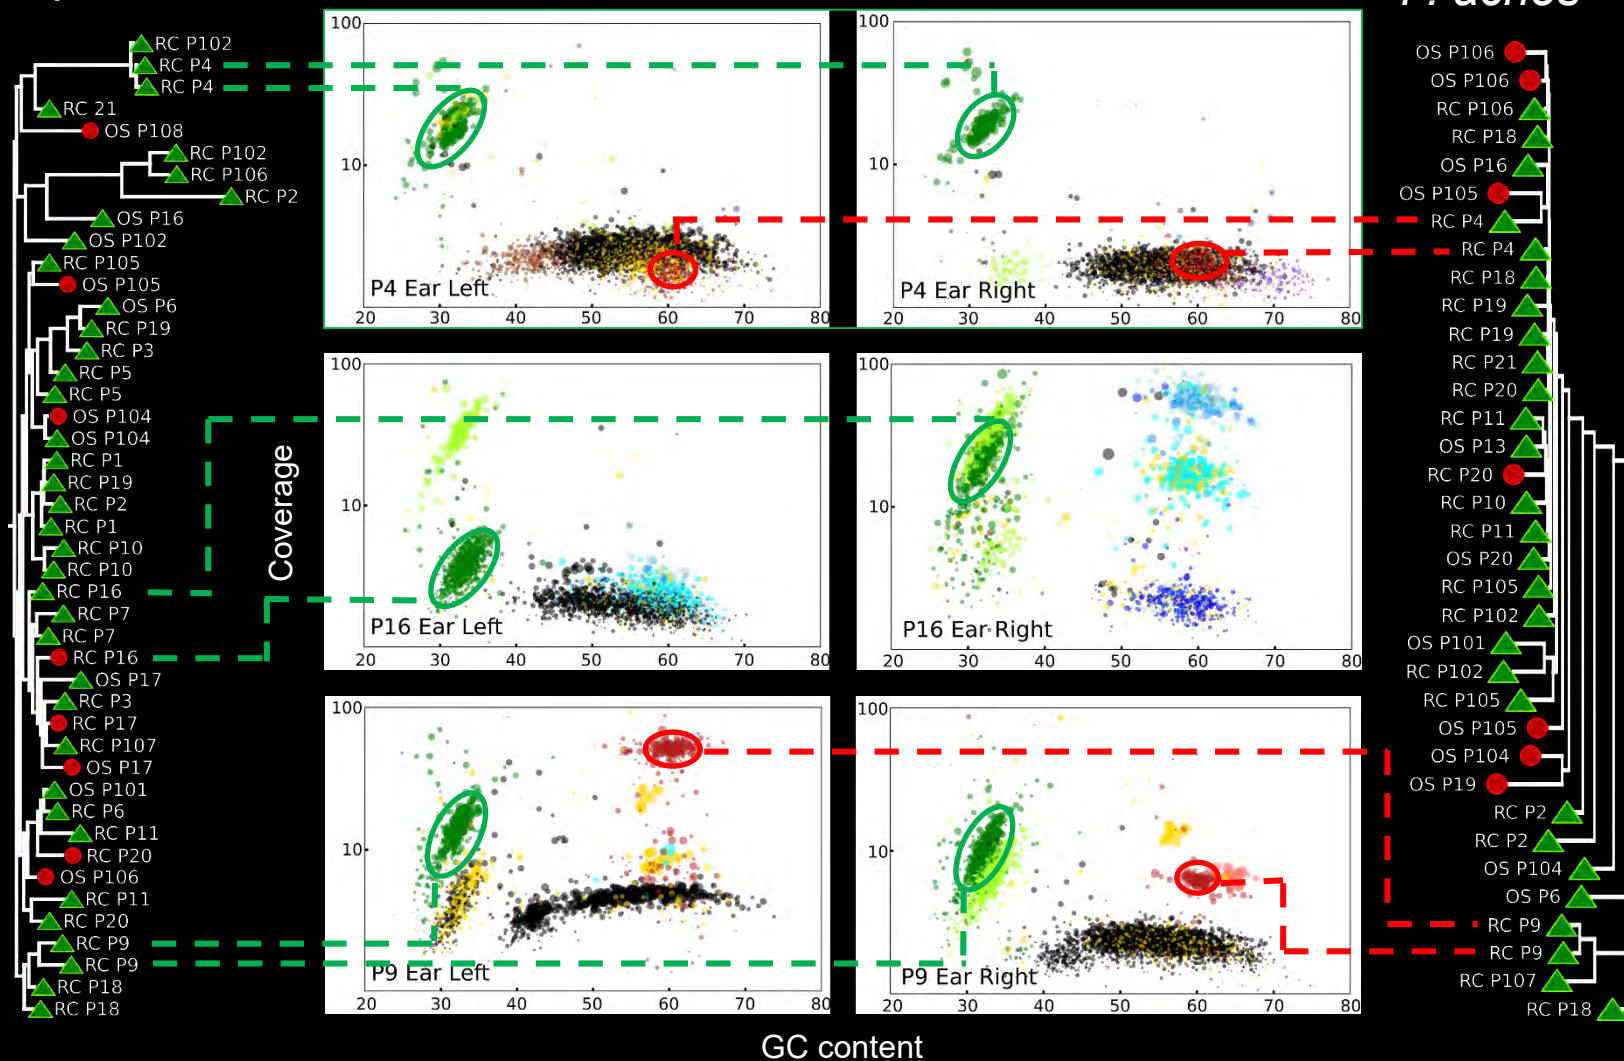 P. acnes
RC P102
RC P4
RC P4
RC 21
OS P108
RC P102
RC P106
RC P2
OS P16
OS P102
RC P105
OS P105
OS P6
RC P19
RC P3
RC P5
RC P5
OS P104
OS P104
RC P1
RC P19
RC P2
RC P1
RC P10
RC P10
RC P16
RC P7
RC P7
RC P16
OS P17
RC P3
RC P17
RC P107
OS P17
OS P101
RC P6
RC P11
RC P20
OS P106
RC P11
RC P20
RC P9
RC P9
RC P18
RC P18
Coverage
100
10
P4 Ear Left
20 30 40 50 60 70 80
100
10
P4 Ear Right
20 30 40 50 60 70 80
100
10
P16 Ear Left
20 30 40 50 60 70 80
100
10
P16 Ear Right
20 30 40 50 60 70 80
100
10
P9 Ear Left
20 30 40 50 60 70 80
100
10
P9 Ear Right
20 30 40 50 60 70 80
GC content
OS P106
OS P106
RC P106
RC P18
OS P16
OS P105
RC P4
RC P4
RC P18
RC P19
RC P19
RC P21
RC P20
RC P11
OS P13
RC P20
RC P10
RC P11
OS P20
RC P105
RC P102
OS P101
RC P102
RC P105
OS P105
OS P104
OS P19
RC P2
RC P2
OS P104
OS P6
RC P9
RC P9
RC P107
RC P18